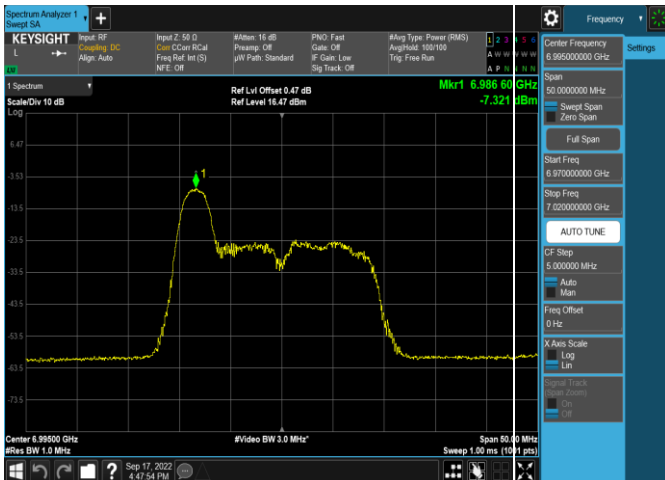 Spectrum Analyzer 1
Swept SA
Frequency
KEYSIGHT
L
LV
Input: RF
Coupling: DC
Align: Auto
Input Z: 50 Ω
Corr CCorr RCal
Freq Ref: Int (S)
NFE: Off
#Atten: 16 dB
Preamp: Off
µW Path: Standard
PNO: Fast
Gate: Off
IF Gain: Low
Sig Track: Off
#Avg Type: Power (RMS)
Avg|Hold: 100/100
Trig: Free Run
1 2 3 4 5 6
A W W W W W
A P N N N N
1 Spectrum
Scale/Div 10 dB
Log
Ref Lvl Offset 0.47 dB
Ref Level 16.47 dBm
Mkr1 6.986 60 GHz
-7.321 dBm
6.47
-3.53
-13.5
-23.5
-33.5
-43.5
-53.5
-63.5
-73.5
1
Center 6.99500 GHz
#Res BW 1.0 MHz
#Video BW 3.0 MHz*
Span 50.00 MHz
Sweep 1.00 ms (1001 pts)
Center Frequency
6.995000000 GHz
Settings
Span
50.0000000 MHz
Swept Span
Zero Span
Full Span
Start Freq
6.970000000 GHz
Stop Freq
7.020000000 GHz
AUTO TUNE
CF Step
5.000000 MHz
Auto
Man
Freq Offset
0 Hz
X Axis Scale
Log
Lin
Signal Track
(Span Zoom)
On
Off
?
Sep 17, 2022
4:47:54 PM